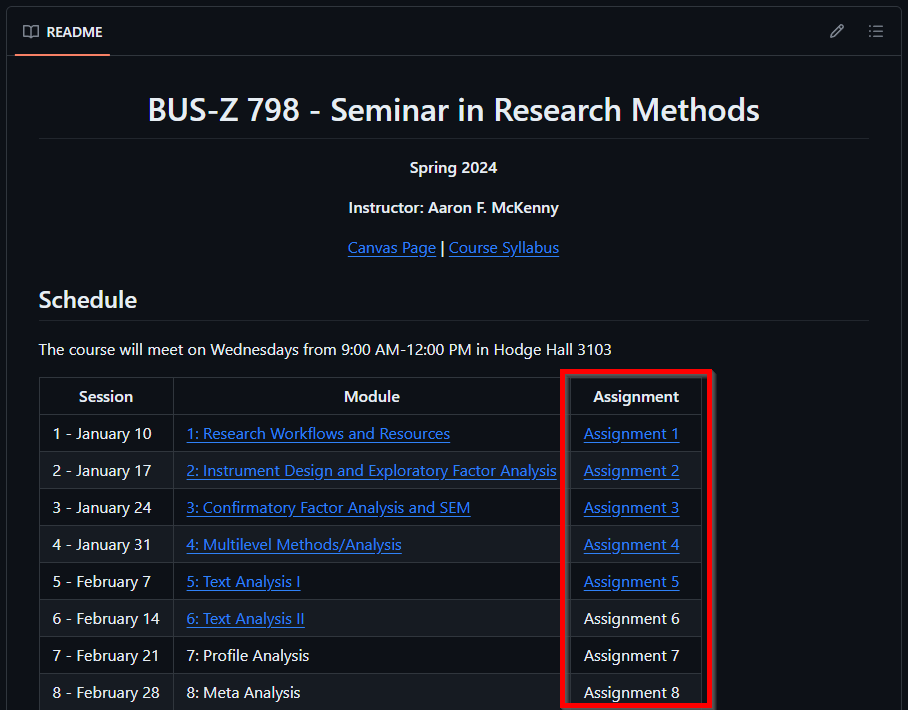 README
BUS-Z 798 - Seminar in Research Methods
Spring 2024
Instructor: Aaron F. McKenny
Canvas Page | Course Syllabus
Schedule
The course will meet on Wednesdays from 9:00 AM-12:00 PM in Hodge Hall 3103
Session Module Assignment
1 - January 10 1: Research Workflows and Resources Assignment 1
2 - January 17 2: Instrument Design and Exploratory Factor Analysis Assignment 2
3 - January 24 3: Confirmatory Factor Analysis and SEM Assignment 3
4 - January 31 4: Multilevel Methods/Analysis Assignment 4
5 - February 7 5: Text Analysis I Assignment 5
6 - February 14 6: Text Analysis II Assignment 6
7 - February 21 7: Profile Analysis Assignment 7
8 - February 28 8: Meta Analysis Assignment 8